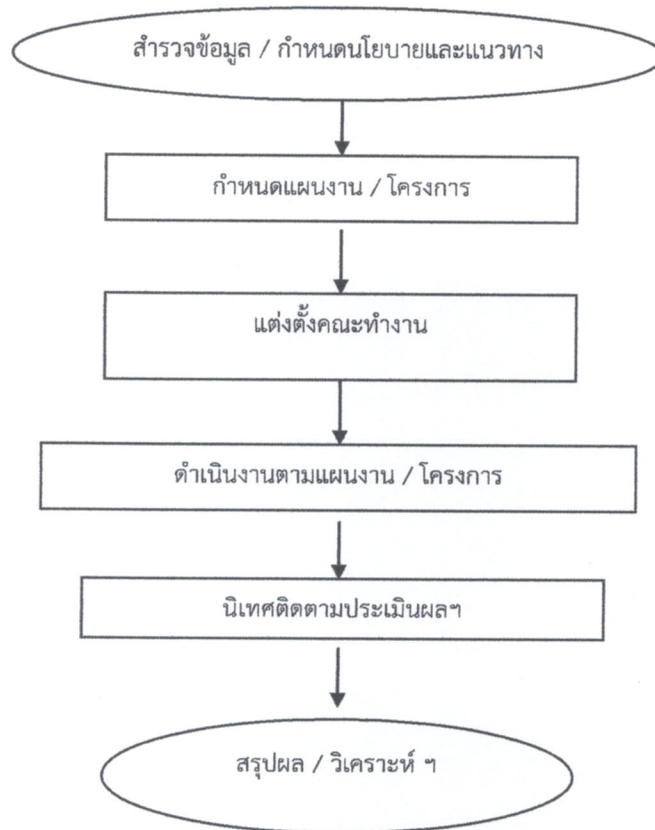 สำรวจข้อมูล / กำหนดนโยบายและแนวทาง
กำหนดแผนงาน / โครงการ
แต่งตั้งคณะทำงาน
ดำเนินงานตามแผนงาน / โครงการ
นิเทศติดตามประเมินผลฯ
สรุปผล / วิเคราะห์ ฯ